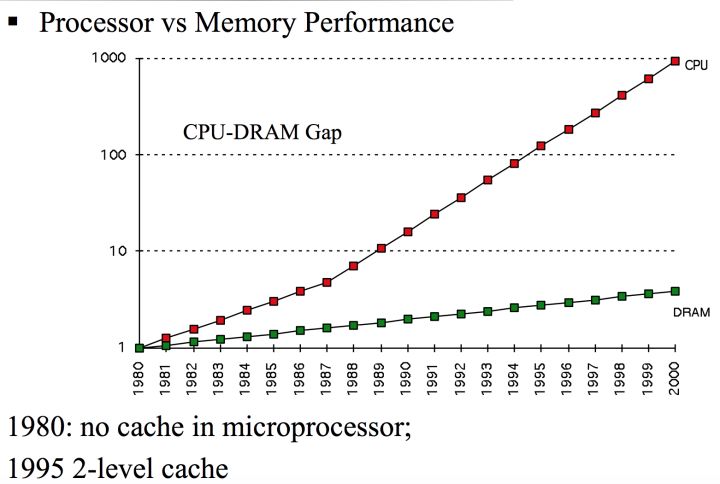 ▪ Processor vs Memory Performance
1000
CPU
CPU-DRAM Gap
100
10
DRAM
1
1980 1981 1982 1983 1984 1985 1986 1987 1988 1989 1990 1991 1992 1993 1994 1995 1996 1997 1998 1999 2000
1980: no cache in microprocessor;
1995 2-level cache